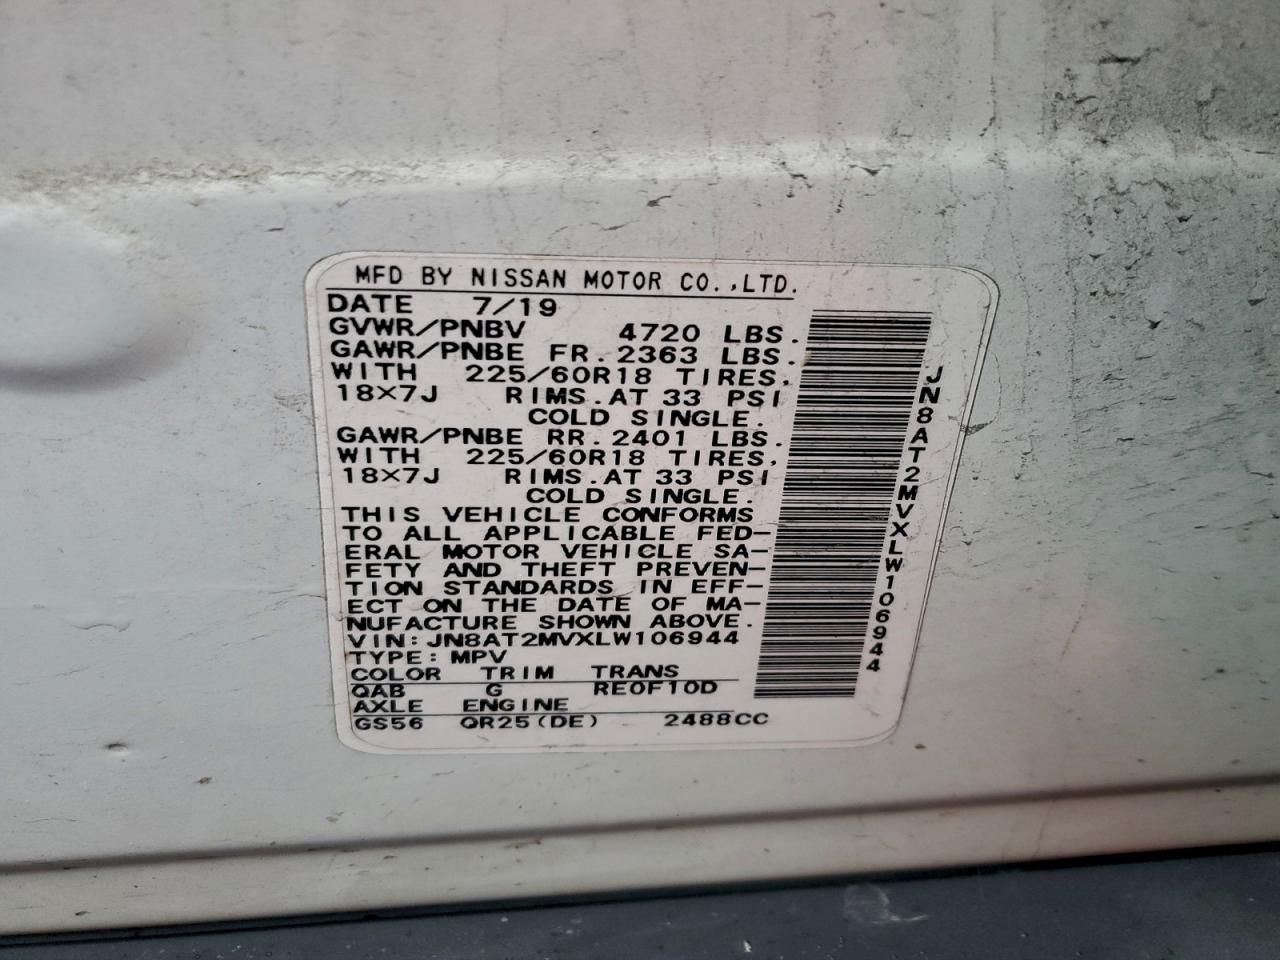 MFD BY NISSAN MOTOR CO.,LTD.
DATE 7/19
GVWR/PNBV 4720 LBS.
GAWR/PNBE FR.2363 LBS.
WITH 225/60R18 TIRES,
18×7J RIMS.AT 33 PSI
COLD SINGLE.
GAWR/PNBE RR.2401 LBS.
WITH 225/60R18 TIRES,
18×7J RIMS.AT 33 PSI
COLD SINGLE.
THIS VEHICLE CONFORMS
TO ALL APPLICABLE FED-
ERAL MOTOR VEHICLE SA-
FETY AND THEFT PREVEN-
TION STANDARDS IN EFF-
ECT ON THE DATE OF MA-
NUFACTURE SHOWN ABOVE.
VIN:JN8AT2MVXLW106944
TYPE:MPV
COLOR TRIM TRANS
QAB G RE0F10D
AXLE ENGINE
GS56 QR25(DE) 2488CC
JN8AT2MVXLW106944